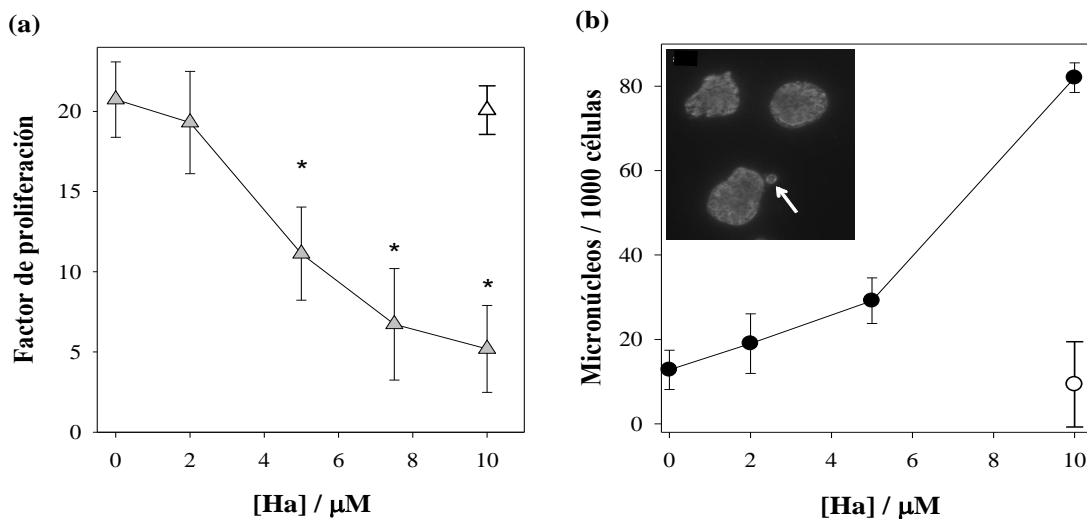 (a)
Factor de proliferación
20
15
10
5
0
*
*
*
0 2 4 6 8 10
[Ha] / μM
(b)
Micronúcleos / 1000 células
80
60
40
20
0
0 2 4 6 8 10
[Ha] / μM